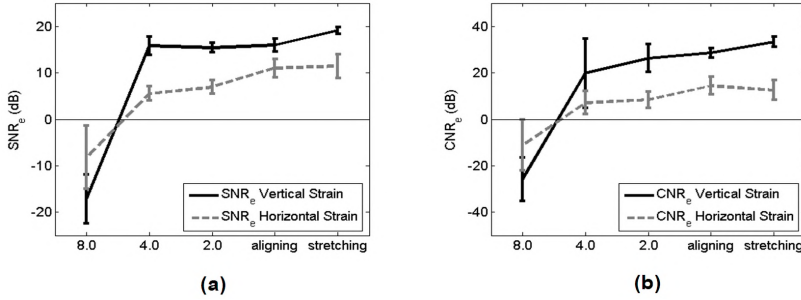 20
10
0
-10
-20
SNRe (dB)
SNRe Vertical Strain
SNRe Horizontal Strain
8.0 4.0 2.0 aligning stretching
(a)
40
20
0
-20
-40
CNRe (dB)
CNRe Vertical Strain
CNRe Horizontal Strain
8.0 4.0 2.0 aligning stretching
(b)